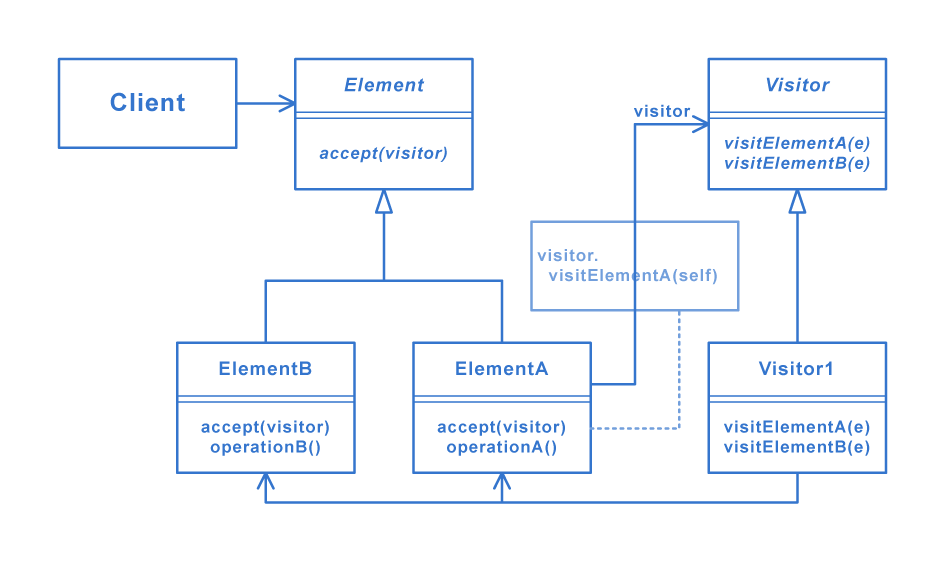 Client
Element
accept(visitor)
Visitor
visitElementA(e)
visitElementB(e)
visitor
visitor.
visitElementA(self)
ElementB
accept(visitor)
operationB()
ElementA
accept(visitor)
operationA()
Visitor1
visitElementA(e)
visitElementB(e)